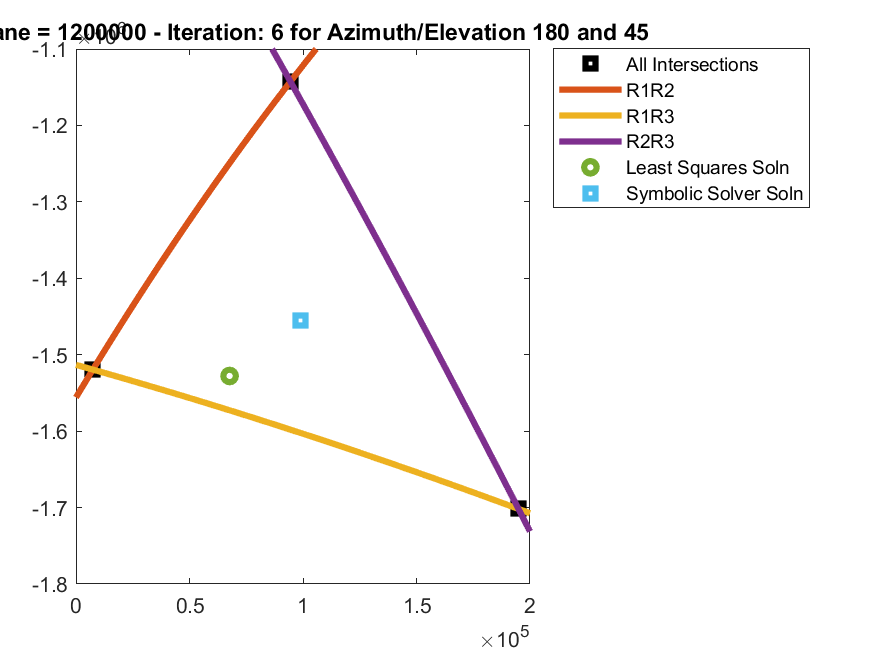 ane = 1200000 - Iteration: 6 for Azimuth/Elevation 180 and 45
×10^6
-1.1
-1.2
-1.3
-1.4
-1.5
-1.6
-1.7
-1.8
0 0.5 1 1.5 2
×10^5
All Intersections
R1R2
R1R3
R2R3
Least Squares Soln
Symbolic Solver Soln